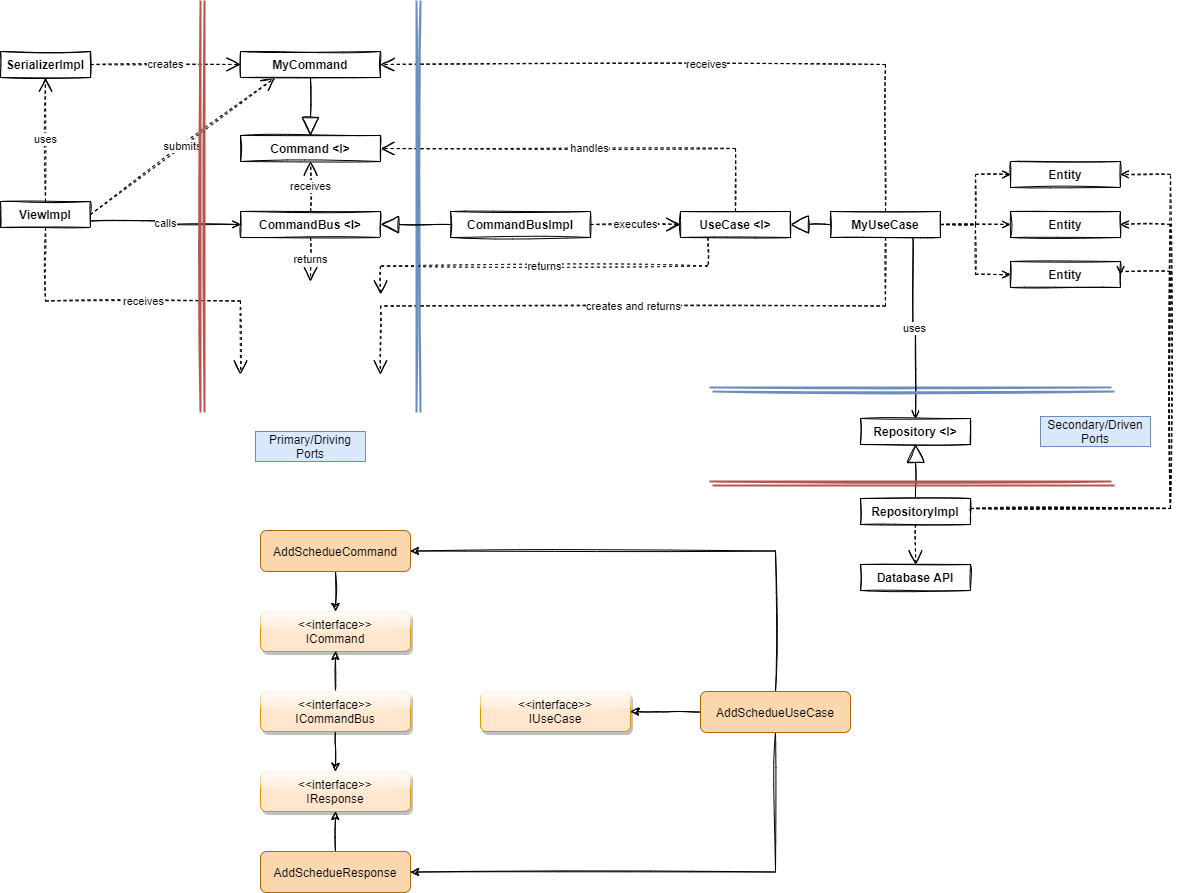 SerializerImpl
creates
MyCommand
receives
uses
submits
Command <I>
handles
receives
Entity
ViewImpl
calls
CommandBus <I>
CommandBusImpl
executes
UseCase <I>
MyUseCase
Entity
returns
returns
Entity
receives
creates and returns
uses
Primary/Driving
Ports
Repository <I>
Secondary/Driven
Ports
RepositoryImpl
Database API
AddSchedueCommand
<<interface>>
ICommand
<<interface>>
ICommandBus
<<interface>>
IUseCase
AddSchedueUseCase
<<interface>>
IResponse
AddSchedueResponse